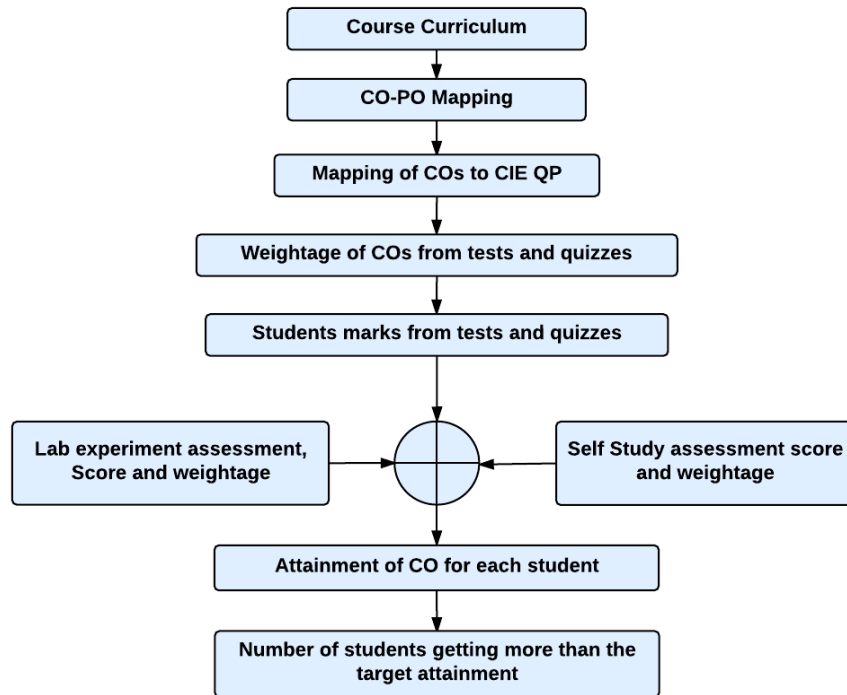 Course Curriculum
CO-PO Mapping
Mapping of COs to CIE QP
Weightage of COs from tests and quizzes
Students marks from tests and quizzes
Lab experiment assessment,
Score and weightage
Self Study assessment score
and weightage
Attainment of CO for each student
Number of students getting more than the
target attainment